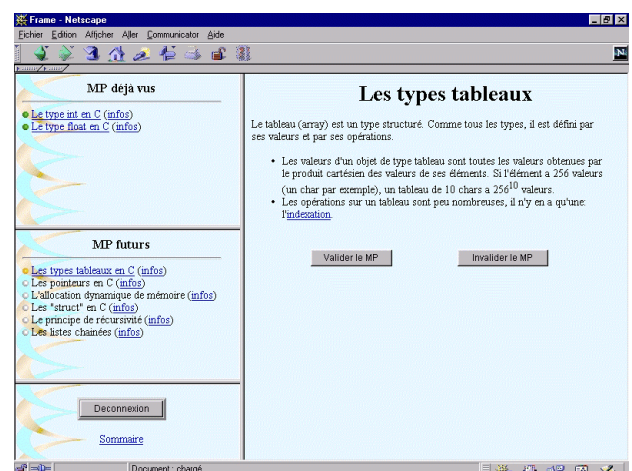 Frame - Netscape
Fichier Edition Afficher Aller Communicator Aide
MP déjà vus
Le type int en C (infos)
Le type float en C (infos)
MP futurs
Les types tableaux en C (infos)
Les pointeurs en C (infos)
L'allocation dynamique de mémoire (infos)
Les "struct" en C (infos)
Le principe de récursivité (infos)
Les listes chainées (infos)
Deconnexion
Sommaire
Les types tableaux
Le tableau (array) est un type structuré. Comme tous les types, il est défini par
ses valeurs et par ses opérations.
• Les valeurs d'un objet de type tableau sont toutes les valeurs obtenues par
le produit cartésien des valeurs de ses éléments. Si l'élément a 256 valeurs
(un char par exemple), un tableau de 10 chars a 256^10 valeurs.
• Les opérations sur un tableau sont peu nombreuses, il n'y en a qu'une:
l'indexation.
Valider le MP
Invalider le MP
Document : chargé